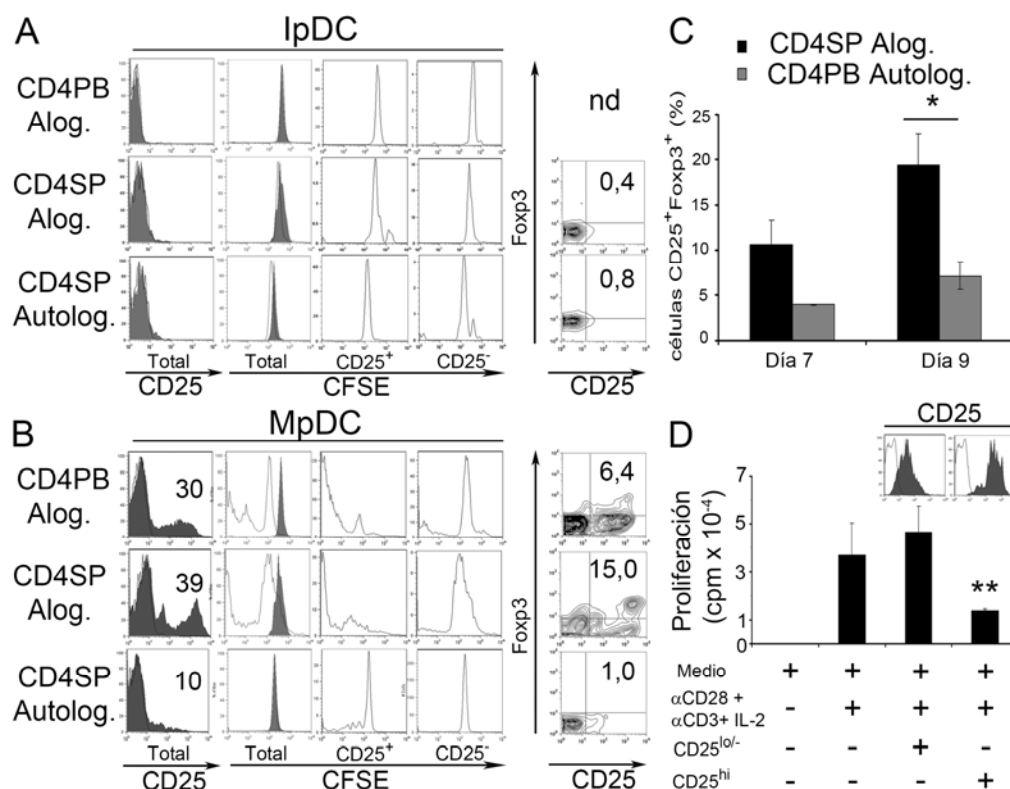 A
IpDC
CD4PB
Alog.
CD4SP
Alog.
CD4SP
Autolog.
Total
CD25
Total
CD25+
CD25-
CFSE
Foxp3
nd
0,4
0,8
CD25
B
MpDC
CD4PB
Alog.
30
CD4SP
Alog.
39
CD4SP
Autolog.
10
Total
CD25
Total
CD25+
CD25-
CFSE
Foxp3
6,4
15,0
1,0
CD25
C
CD4SP Alog.
CD4PB Autolog.
células CD25+Foxp3+ (%)
25
20
15
10
5
0
*
Día 7
Día 9
D
CD25
Proliferación
(cpm x 10-4)
7
5
3
1
0
**
Medio + + + +
αCD28 +
αCD3+ IL-2 - + + +
CD25lo/- - - + -
CD25hi - - - +